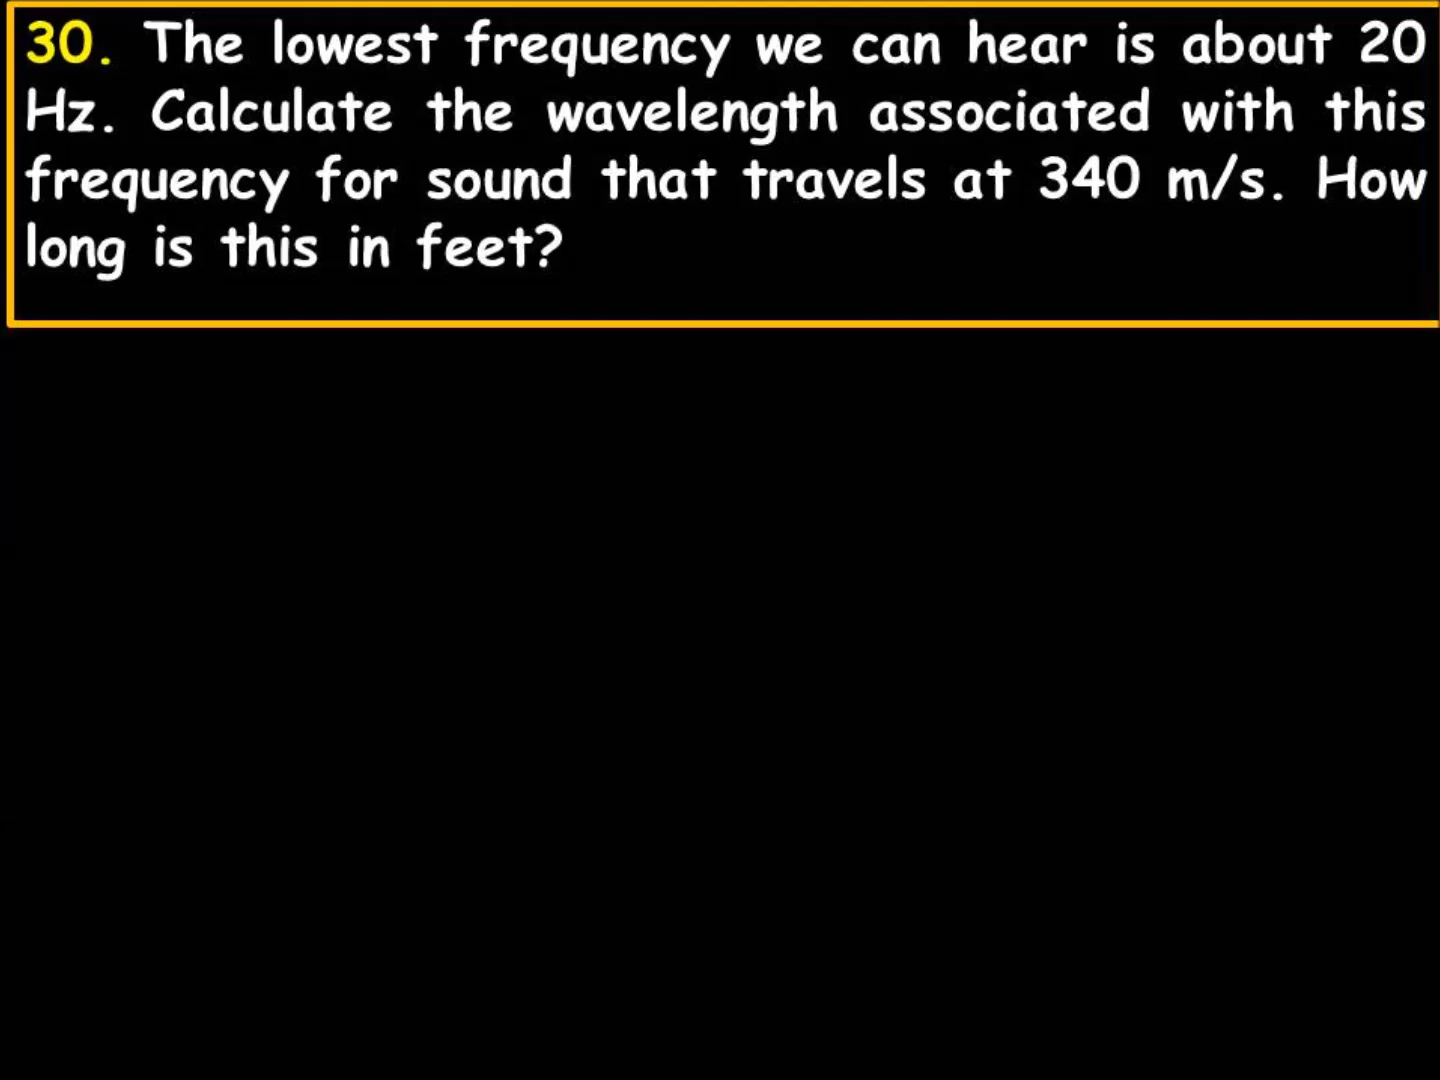 30. The lowest frequency we can hear is about 20
Hz. Calculate the wavelength associated with this
frequency for sound that travels at 340 m/s. How
long is this in feet?